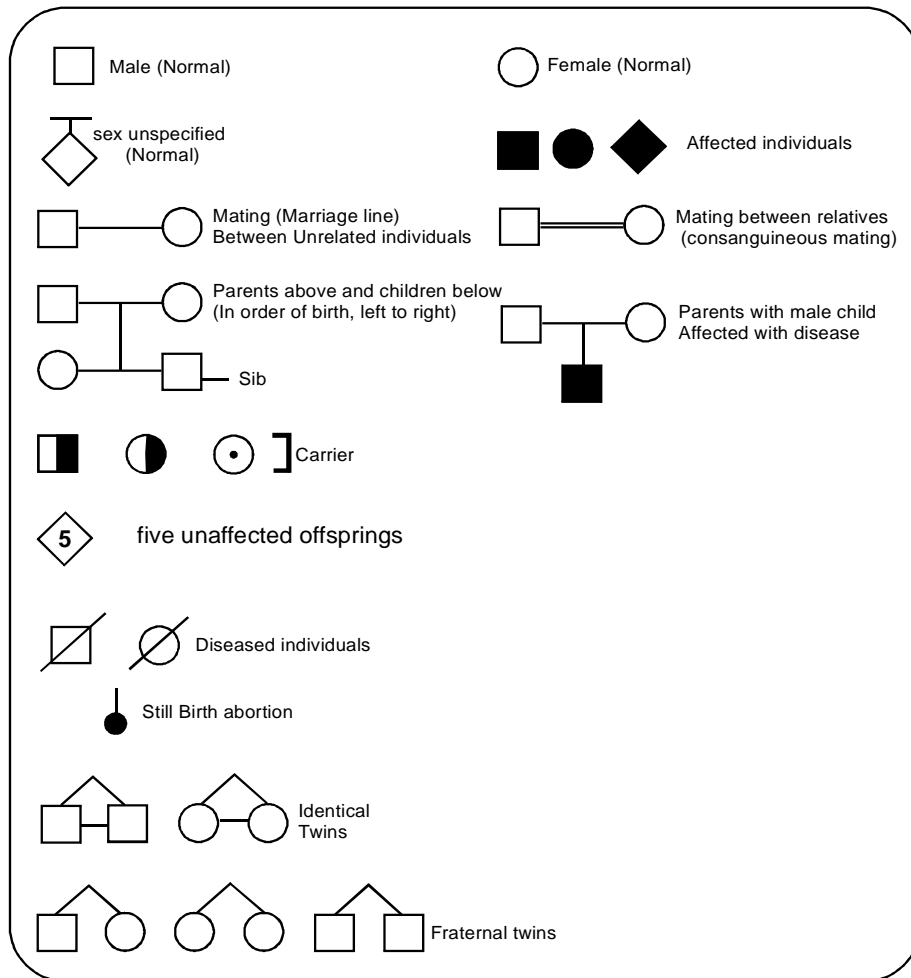 Male (Normal)
Female (Normal)
sex unspecified
(Normal)
Affected individuals
Mating (Marriage line)
Between Unrelated individuals
Mating between relatives
(consanguineous mating)
Parents above and children below
(In order of birth, left to right)
Parents with male child
Affected with disease
Sib
Carrier
5
five unaffected offsprings
Diseased individuals
Still Birth abortion
Identical
Twins
Fraternal twins